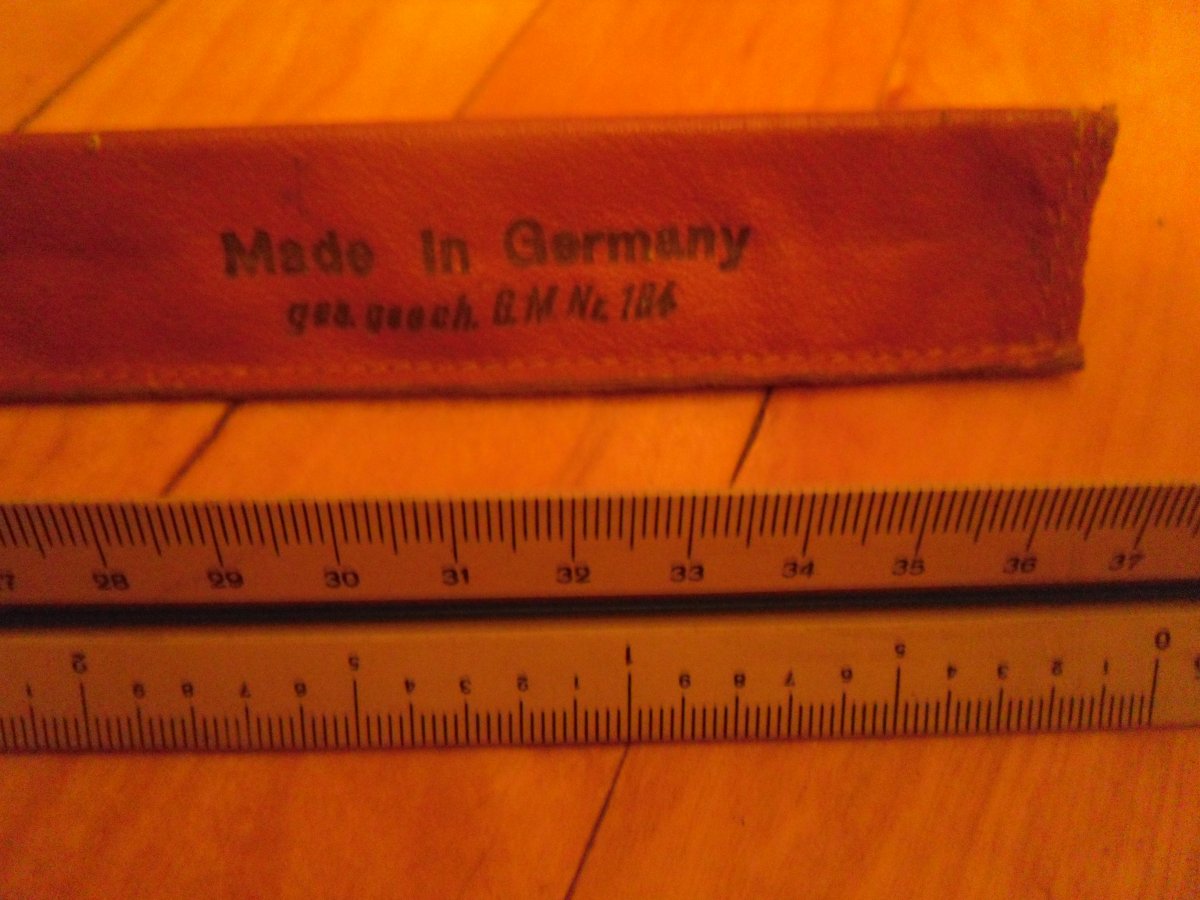 Made In Germany
ges. gesch. G.M. Nr. 184
28 29 30 31 32 33 34 35 36 37
2 5 1 5 0
1 9 8 7 6 4 3 2 1 9 8 7 6 4 3 2 1